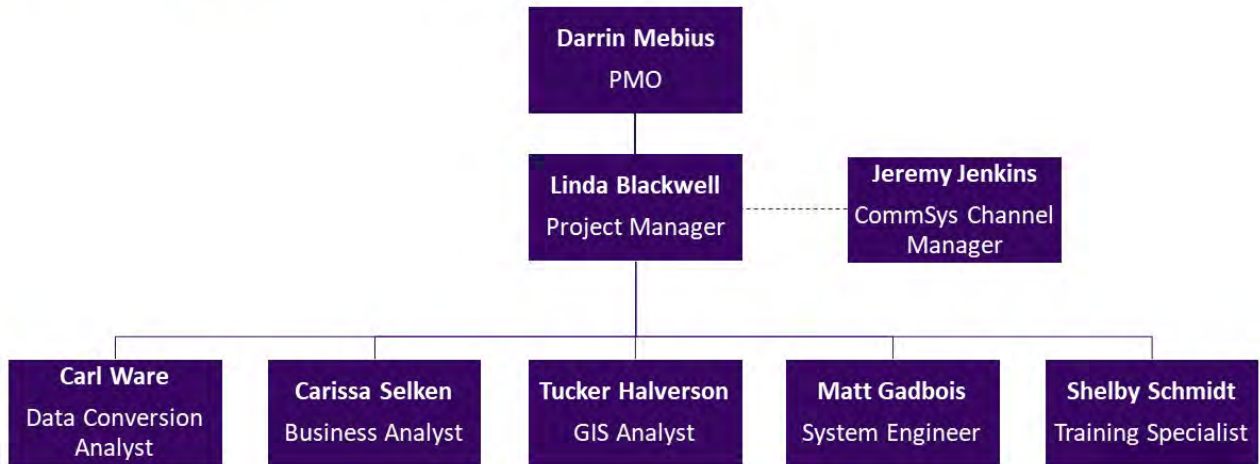 Darrin Mebius
PMO
Linda Blackwell
Project Manager
Jeremy Jenkins
CommSys Channel
Manager
Carl Ware
Data Conversion
Analyst
Carissa Selken
Business Analyst
Tucker Halverson
GIS Analyst
Matt Gadbois
System Engineer
Shelby Schmidt
Training Specialist